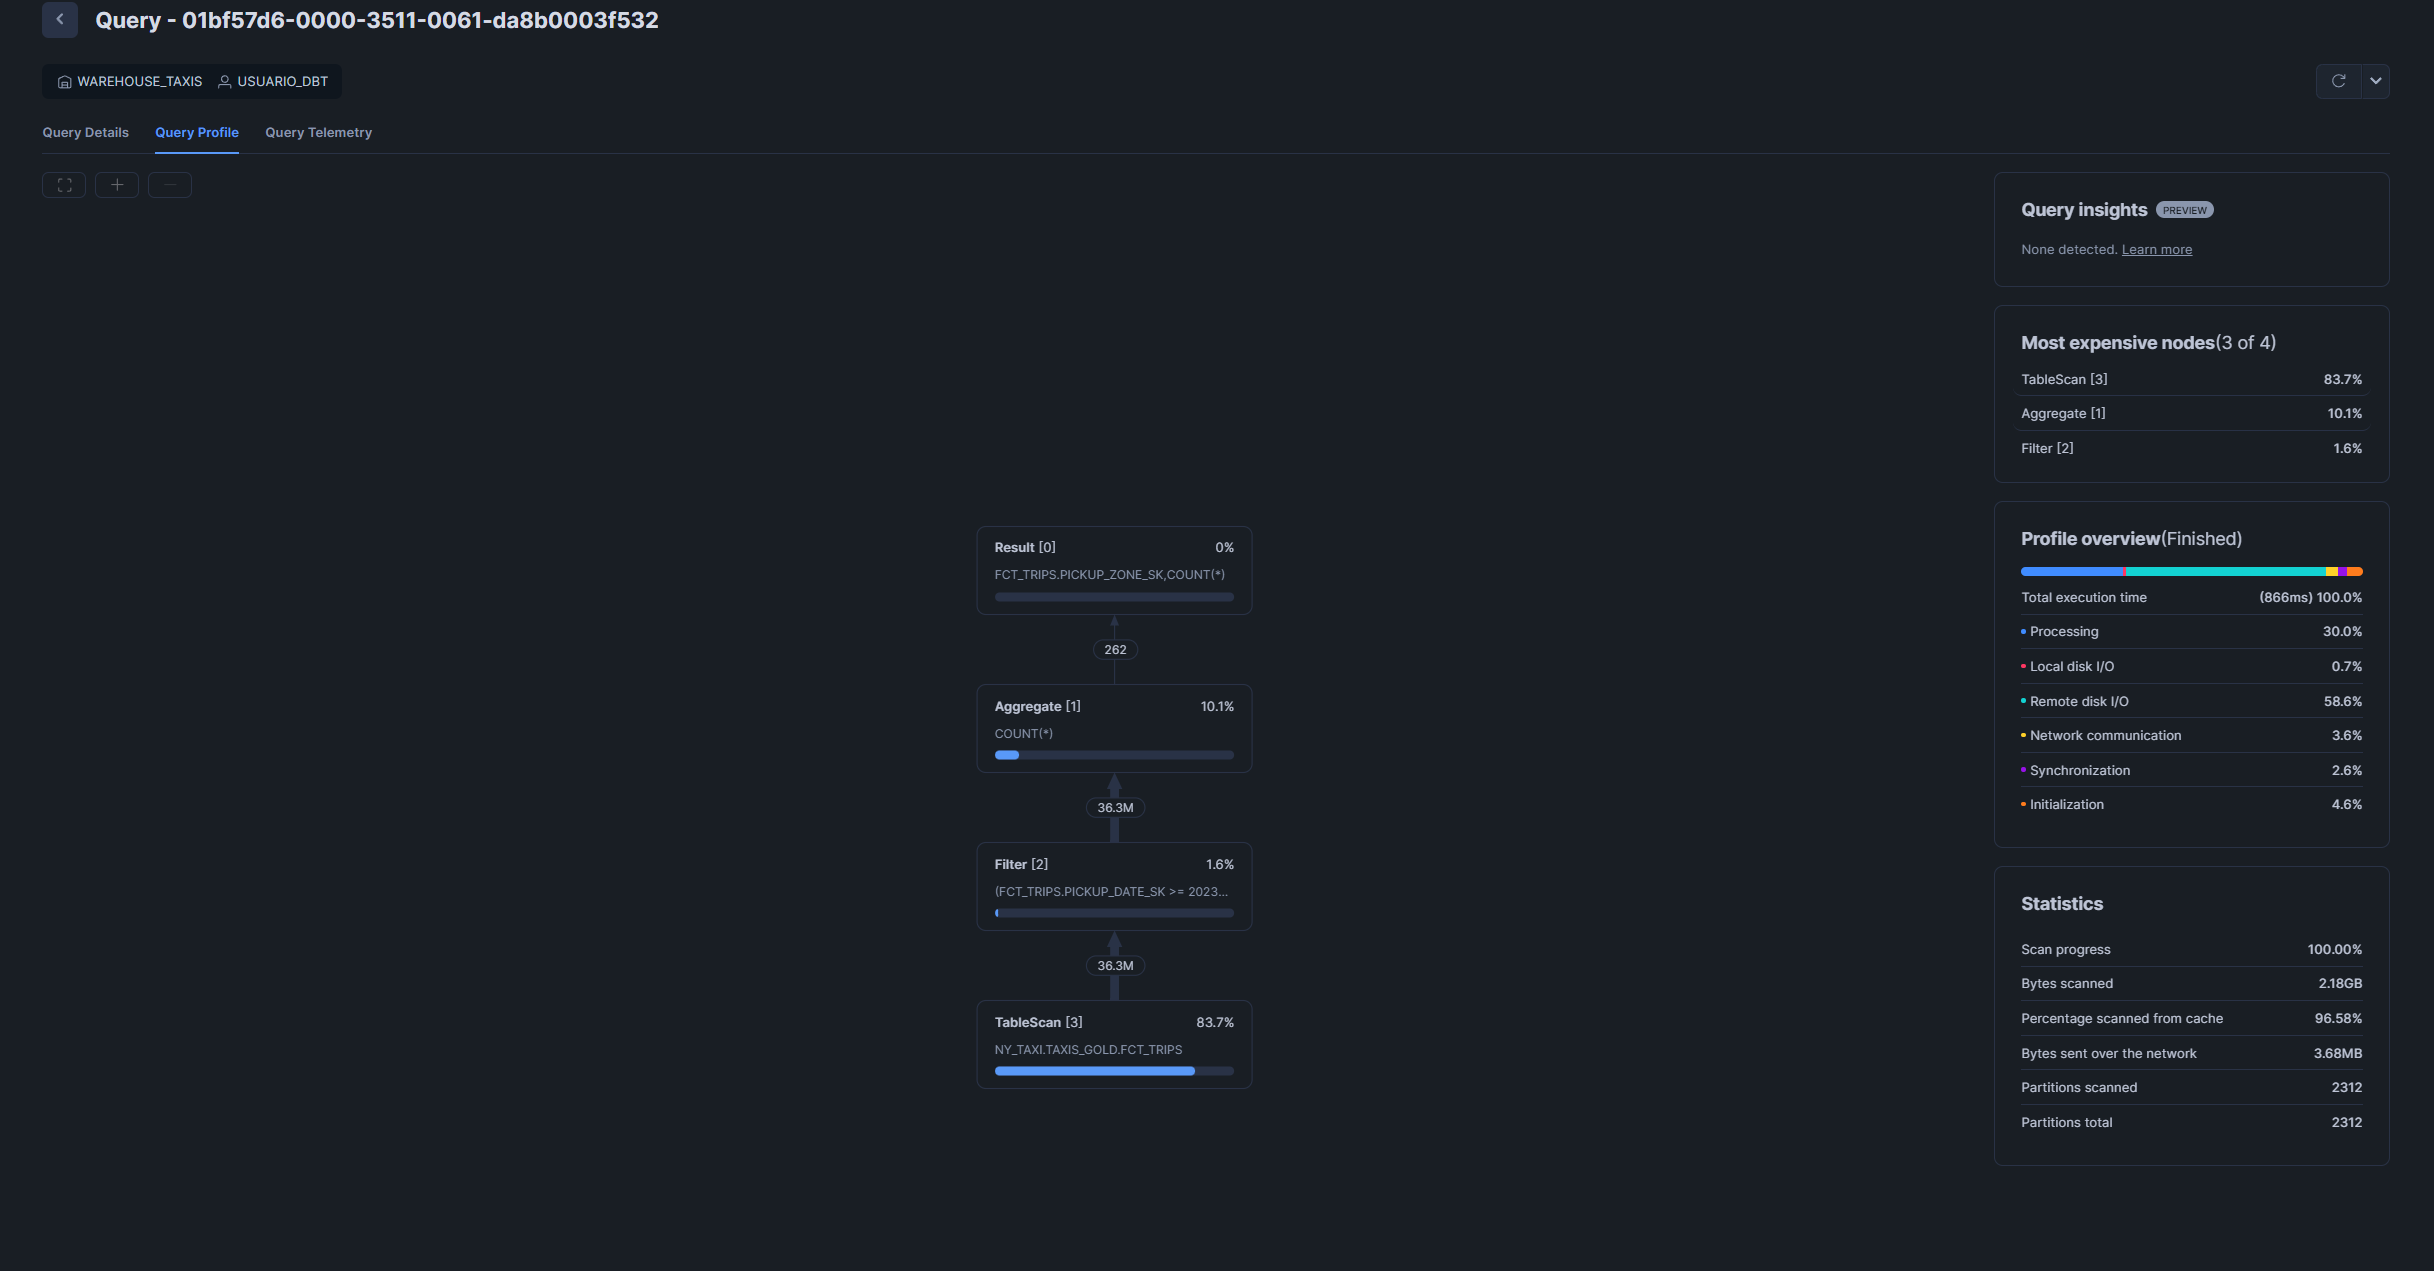 Query - 01bf57d6-0000-3511-0061-da8b0003f532
WAREHOUSE_TAXIS USUARIO_DBT
Query Details Query Profile Query Telemetry
Result [0] 0%
FCT_TRIPS.PICKUP_ZONE_SK,COUNT(*)
262
Aggregate [1] 10.1%
COUNT(*)
36.3M
Filter [2] 1.6%
(FCT_TRIPS.PICKUP_DATE_SK >= 2023...
36.3M
TableScan [3] 83.7%
NY_TAXI.TAXIS_GOLD.FCT_TRIPS
Query insights PREVIEW
None detected. Learn more
Most expensive nodes(3 of 4)
TableScan [3] 83.7%
Aggregate [1] 10.1%
Filter [2] 1.6%
Profile overview(Finished)
Total execution time (866ms) 100.0%
Processing 30.0%
Local disk I/O 0.7%
Remote disk I/O 58.6%
Network communication 3.6%
Synchronization 2.6%
Initialization 4.6%
Statistics
Scan progress 100.00%
Bytes scanned 2.18GB
Percentage scanned from cache 96.58%
Bytes sent over the network 3.68MB
Partitions scanned 2312
Partitions total 2312